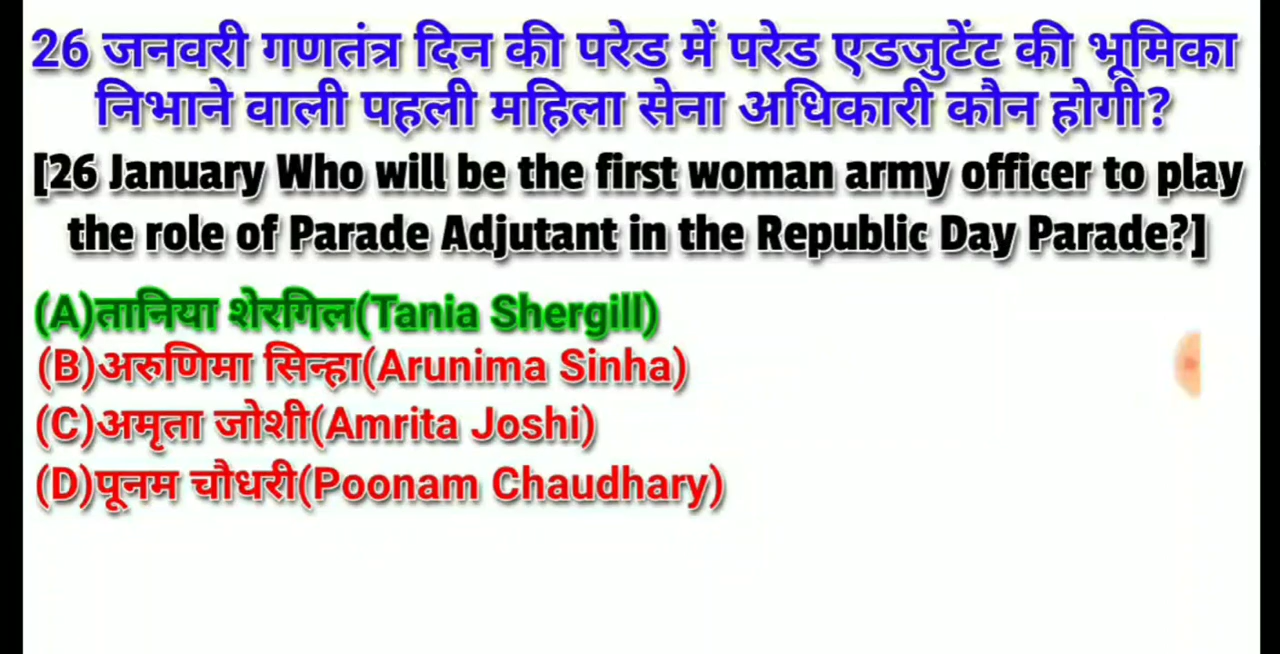 26 जनवरी गणतंत्र दिन की परेड में परेड एडजुटेंट की भूमिका
निभाने वाली पहली महिला सेना अधिकारी कौन होगी?
[26 January Who will be the first woman army officer to play
the role of Parade Adjutant in the Republic Day Parade?]
(A)तानिया शेरगिल(Tania Shergill)
(B)अरुणिमा सिन्हा(Arunima Sinha)
(C)अमृता जोशी(Amrita Joshi)
(D)पूनम चौधरी(Poonam Chaudhary)